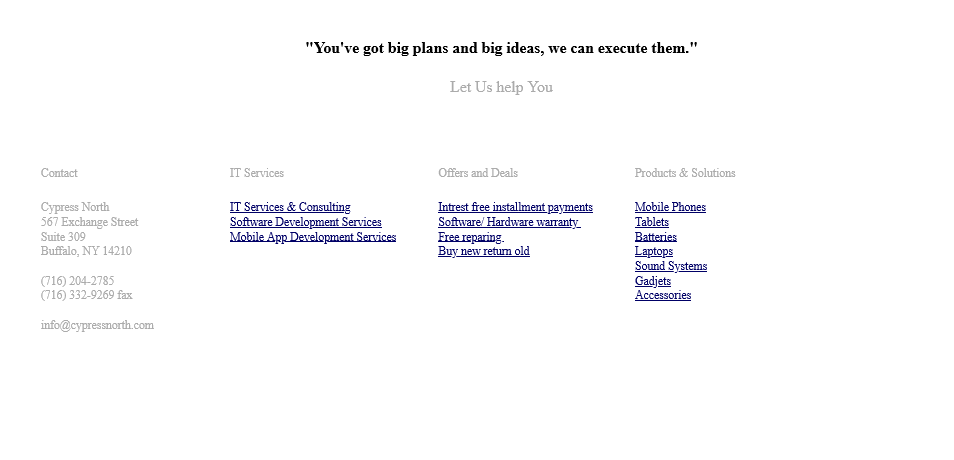 "You've got big plans and big ideas, we can execute them."
Let Us help You
Contact
Cypress North
567 Exchange Street
Suite 309
Buffalo, NY 14210
(716) 204-2785
(716) 332-9269 fax
info@cypressnorth.com
IT Services
IT Services & Consulting
Software Development Services
Mobile App Development Services
Offers and Deals
Intrest free installment payments
Software/ Hardware warranty
Free reparing
Buy new return old
Products & Solutions
Mobile Phones
Tablets
Batteries
Laptops
Sound Systems
Gadjets
Accessories